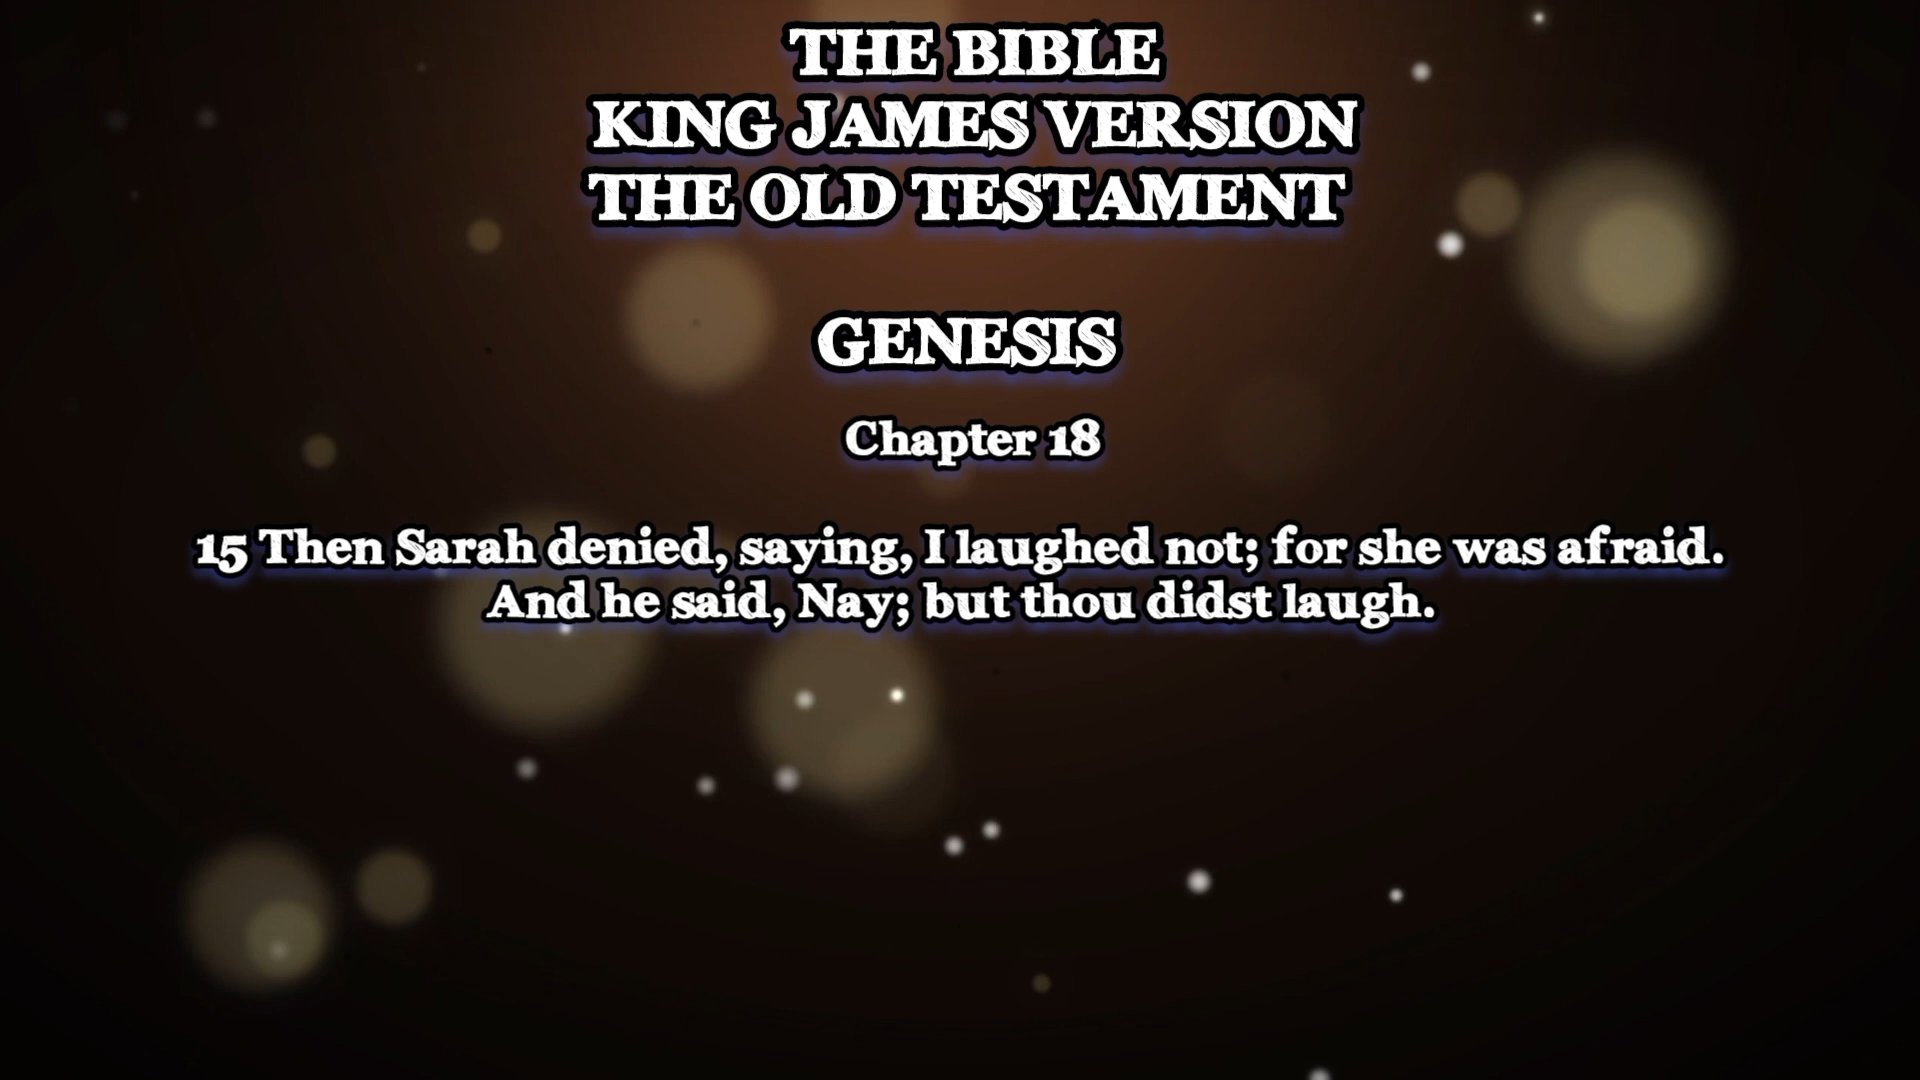 THE BIBLE
KING JAMES VERSION
THE OLD TESTAMENT
GENESIS
Chapter 18
15 Then Sarah denied, saying, I laughed not; for she was afraid.
And he said, Nay; but thou didst laugh.